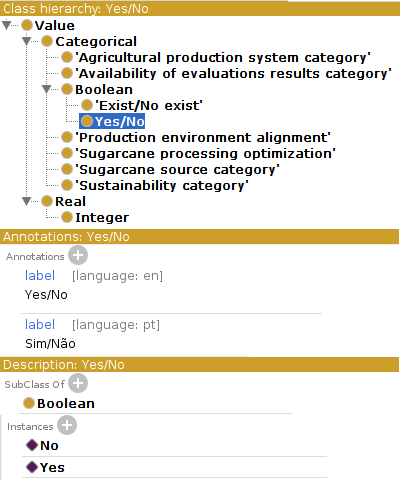 Class hierarchy: Yes/No
Value
Categorical
'Agricultural production system category'
'Availability of evaluations results category'
Boolean
'Exist/No exist'
Yes/No
'Production environment alignment'
'Sugarcane processing optimization'
'Sugarcane source category'
'Sustainability category'
Real
Integer
Annotations: Yes/No
Annotations
label [language: en]
Yes/No
label [language: pt]
Sim/Não
Description: Yes/No
SubClass Of
Boolean
Instances
No
Yes